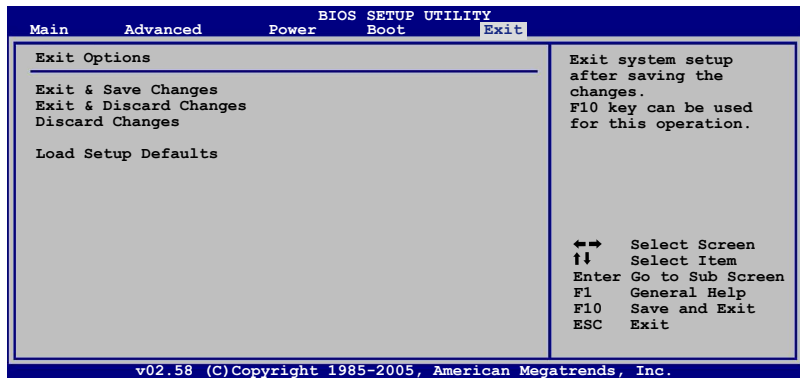 BIOS SETUP UTILITY
Main Advanced Power Boot Exit
Exit Options
Exit & Save Changes
Exit & Discard Changes
Discard Changes
Load Setup Defaults
Exit system setup
after saving the
changes.
F10 key can be used
for this operation.
←→ Select Screen
↑↓ Select Item
Enter Go to Sub Screen
F1 General Help
F10 Save and Exit
ESC Exit
v02.58 (C)Copyright 1985-2005, American Megatrends, Inc.